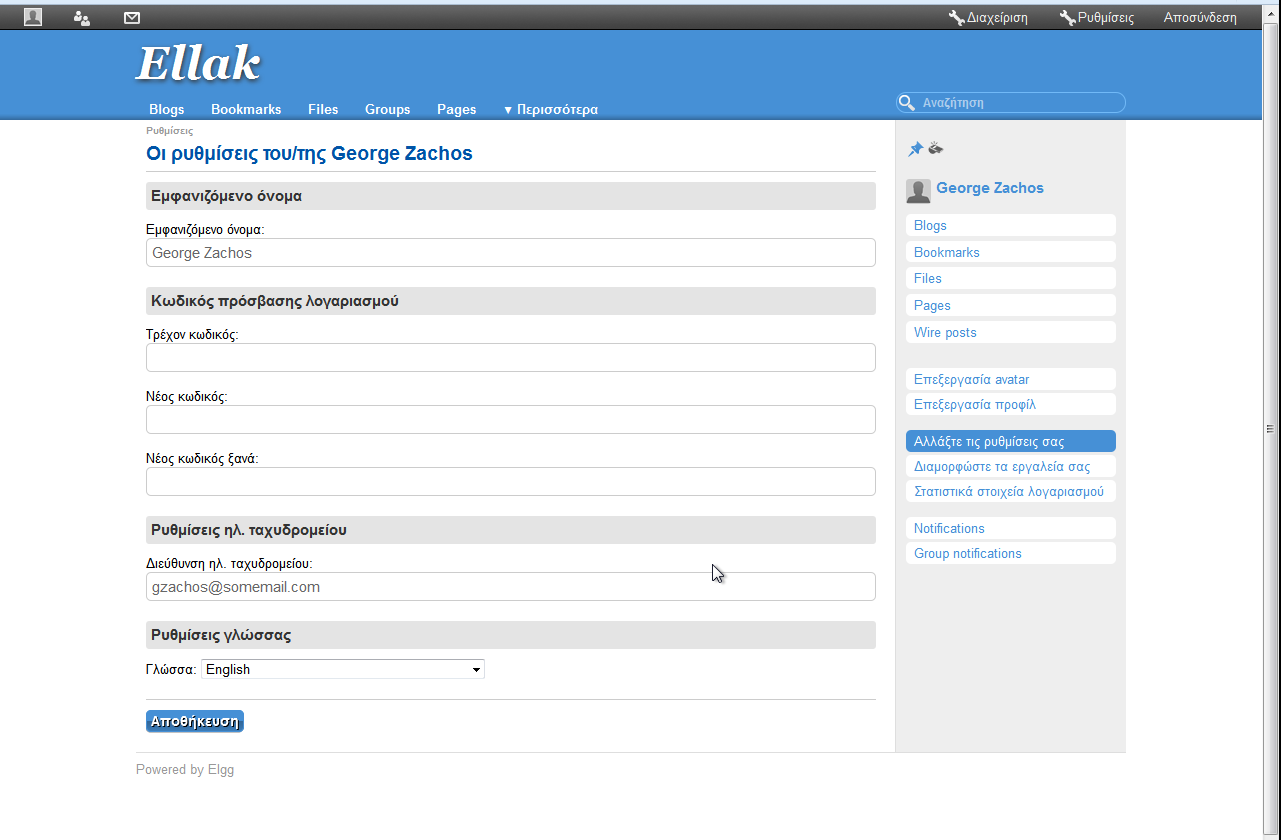 Διαχείριση Ρυθμίσεις Αποσύνδεση
Ellak
Blogs Bookmarks Files Groups Pages ▼ Περισσότερα
Αναζήτηση
Ρυθμίσεις
Οι ρυθμίσεις του/της George Zachos
Εμφανιζόμενο όνομα
Εμφανιζόμενο όνομα:
George Zachos
Κωδικός πρόσβασης λογαριασμού
Τρέχον κωδικός:
Νέος κωδικός:
Νέος κωδικός ξανά:
Ρυθμίσεις ηλ. ταχυδρομείου
Διεύθυνση ηλ. ταχυδρομείου:
gzachos@somemail.com
Ρυθμίσεις γλώσσας
Γλώσσα: English
Αποθήκευση
George Zachos
Blogs
Bookmarks
Files
Pages
Wire posts
Επεξεργασία avatar
Επεξεργασία προφίλ
Αλλάξτε τις ρυθμίσεις σας
Διαμορφώστε τα εργαλεία σας
Στατιστικά στοιχεία λογαριασμού
Notifications
Group notifications
Powered by Elgg